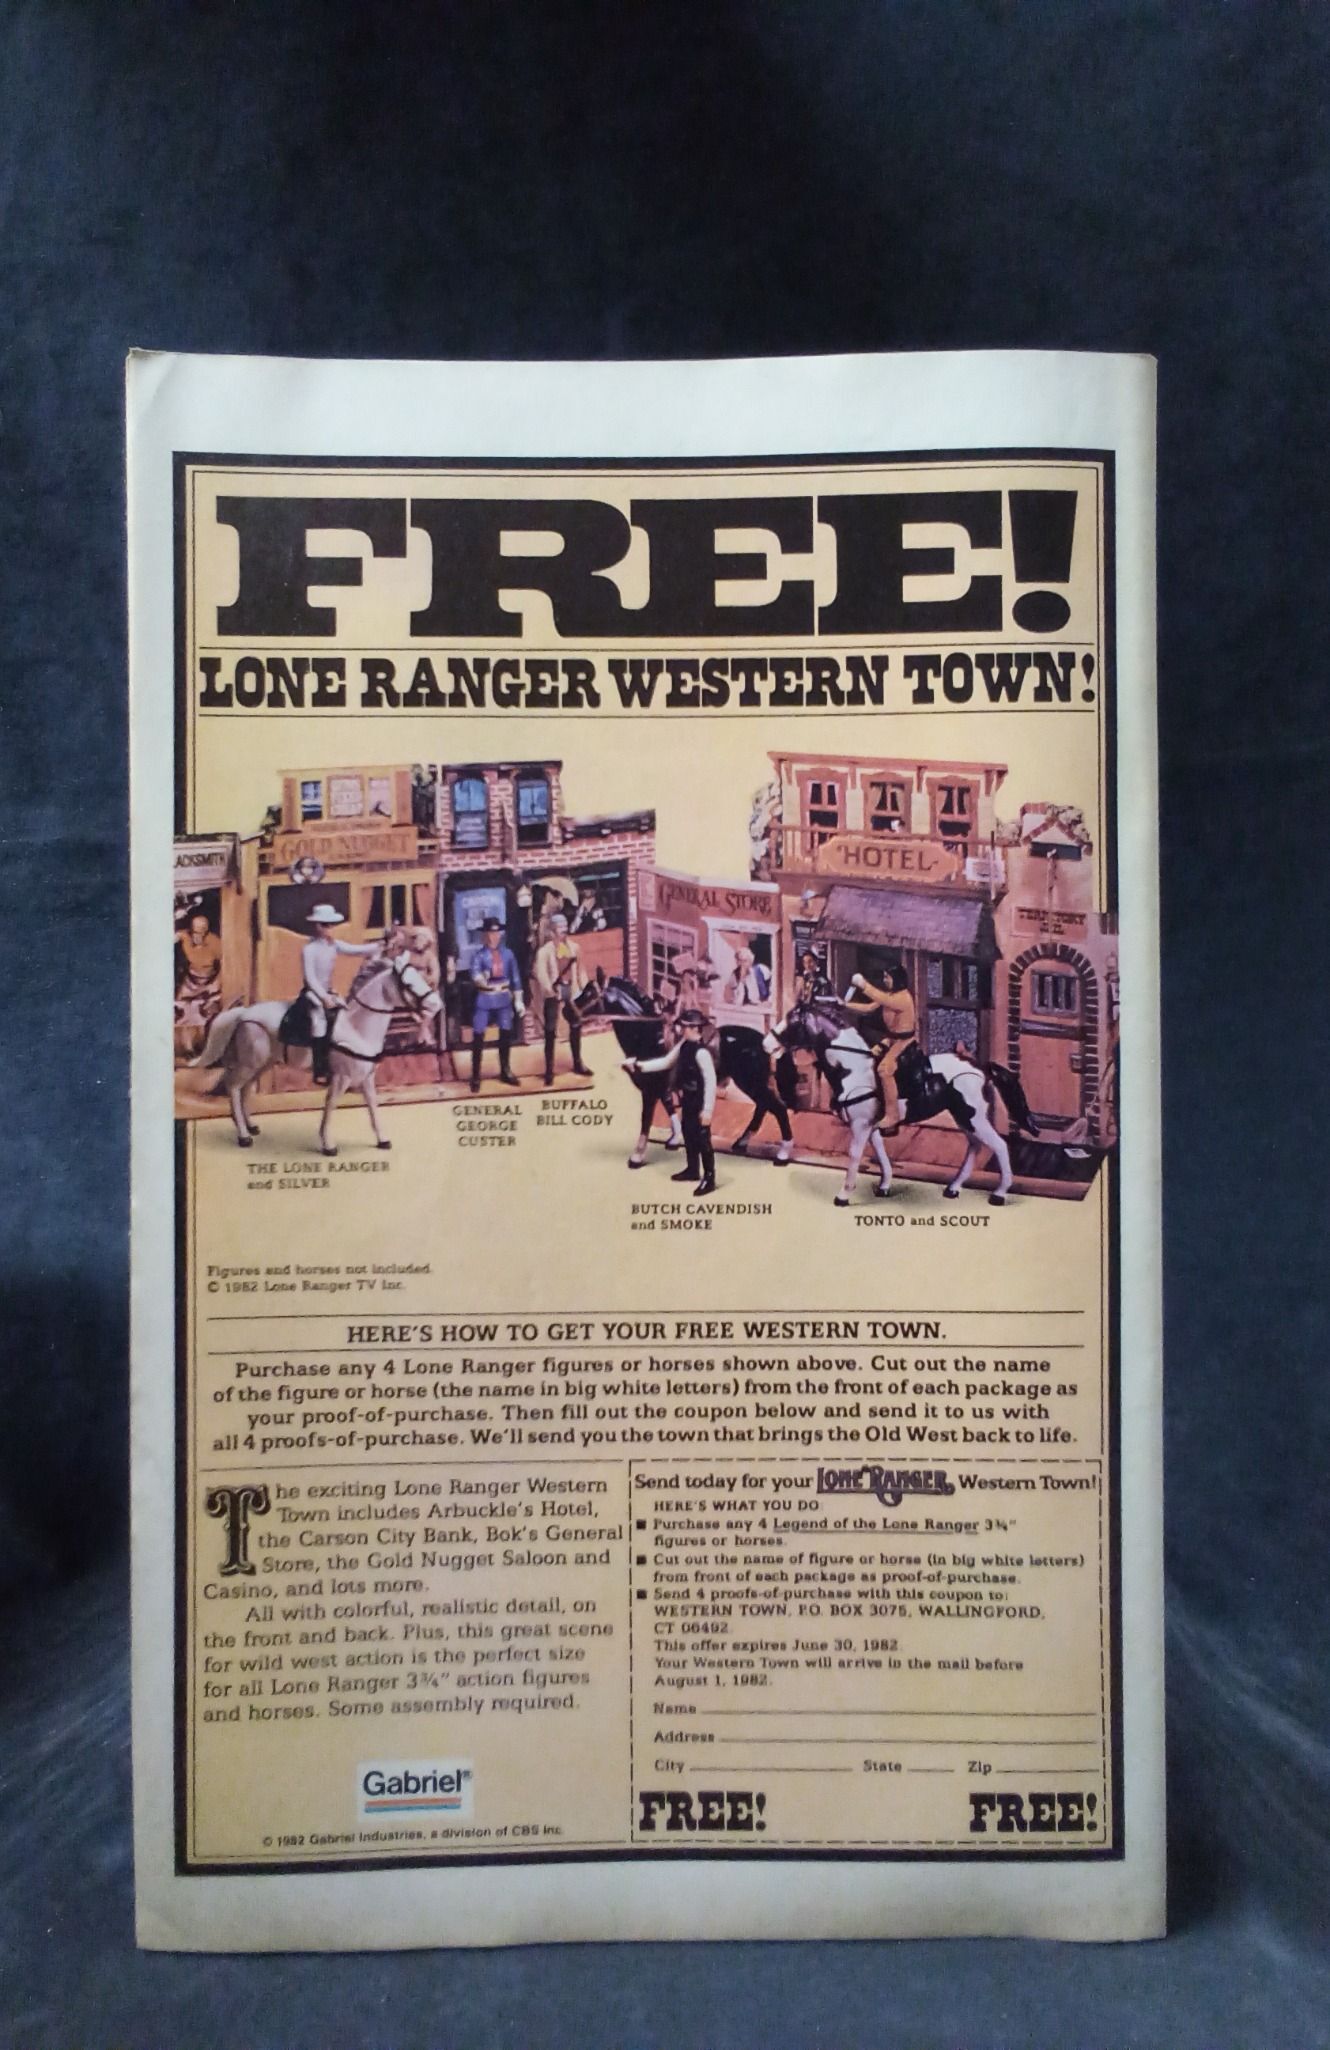 FREE!
LONE RANGER WESTERN TOWN!
ACKSMITH
GOLD NUGGET
GENERAL STORE
HOTEL
TERRITORY
JAIL
THE LONE RANGER
and SILVER
GENERAL
GEORGE
CUSTER
BUFFALO
BILL CODY
BUTCH CAVENDISH
and SMOKE
TONTO and SCOUT
Figures and horses not included.
© 1982 Lone Ranger TV Inc.
HERE'S HOW TO GET YOUR FREE WESTERN TOWN.
Purchase any 4 Lone Ranger figures or horses shown above. Cut out the name
of the figure or horse (the name in big white letters) from the front of each package as
your proof-of-purchase. Then fill out the coupon below and send it to us with
all 4 proofs-of-purchase. We'll send you the town that brings the Old West back to life.
The exciting Lone Ranger Western
Town includes Arbuckle's Hotel,
the Carson City Bank, Bok's General
Store, the Gold Nugget Saloon and
Casino, and lots more.
All with colorful, realistic detail, on
the front and back. Plus, this great scene
for wild west action is the perfect size
for all Lone Ranger 3¾" action figures
and horses. Some assembly required.
Gabriel®
© 1982 Gabriel Industries, a division of CBS Inc.
Send today for your LONE RANGER Western Town!
HERE'S WHAT YOU DO:
■ Purchase any 4 Legend of the Lone Ranger 3¾"
figures or horses.
■ Cut out the name of figure or horse (in big white letters)
from front of each package as proof-of-purchase.
■ Send 4 proofs-of-purchase with this coupon to:
WESTERN TOWN, P.O. BOX 3075, WALLINGFORD,
CT 06492.
This offer expires June 30, 1982.
Your Western Town will arrive in the mail before
August 1, 1982.
Name
Address
City State Zip
FREE! FREE!